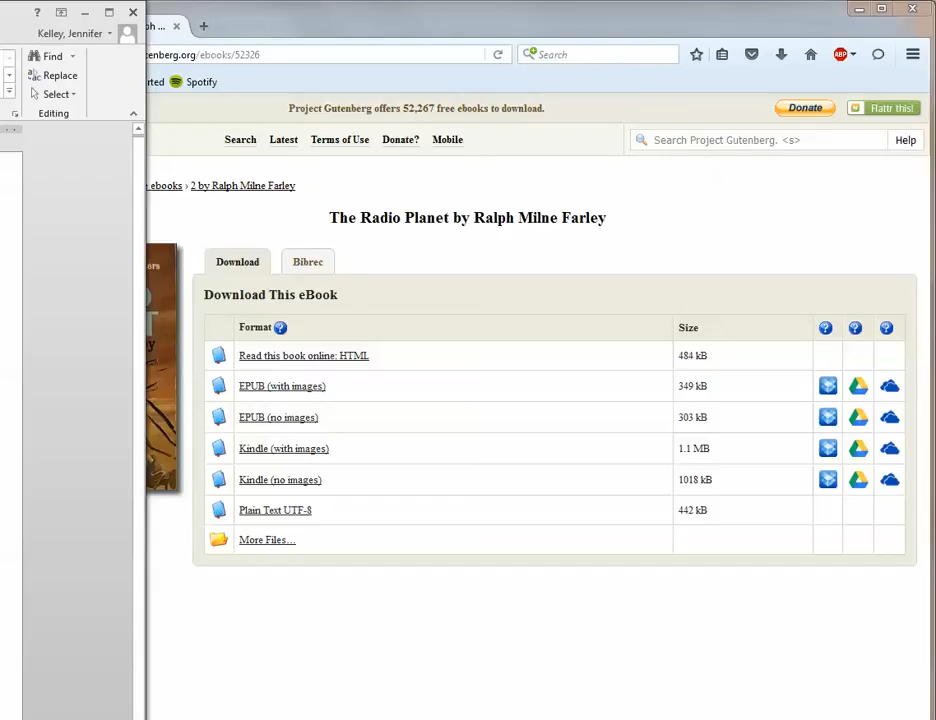 ?
Kelley, Jennifer
Find
Replace
Select
Editing
ph ...
enberg.org/ebooks/52326
Search
ABP
rted Spotify
Project Gutenberg offers 52,267 free ebooks to download.
Donate
Flattr this!
Search Latest Terms of Use Donate? Mobile
Search Project Gutenberg. <s>
Help
e ebooks › 2 by Ralph Milne Farley
The Radio Planet by Ralph Milne Farley
ers
Download Bibrec
Download This eBook
Format ? Size ? ? ?
Read this book online: HTML 484 kB
EPUB (with images) 349 kB
EPUB (no images) 303 kB
Kindle (with images) 1.1 MB
Kindle (no images) 1018 kB
Plain Text UTF-8 442 kB
More Files…